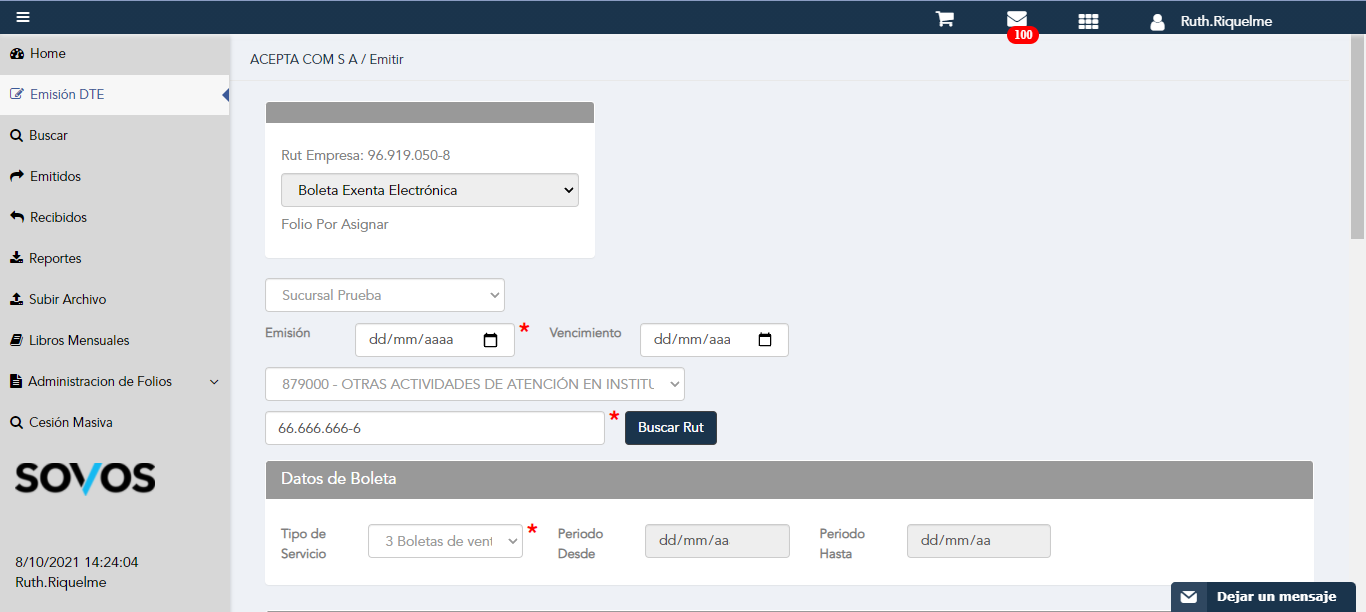 100
Ruth.Riquelme
Home
Emisión DTE
Buscar
Emitidos
Recibidos
Reportes
Subir Archivo
Libros Mensuales
Administracion de Folios
Cesión Masiva
SOVOS
8/10/2021 14:24:04
Ruth.Riquelme
ACEPTA COM S A / Emitir
Rut Empresa: 96.919.050-8
Boleta Exenta Electrónica
Folio Por Asignar
Sucursal Prueba
Emisión dd/mm/aaaa * Vencimiento dd/mm/aaa
879000 - OTRAS ACTIVIDADES DE ATENCIÓN EN INSTITU
66.666.666-6 * Buscar Rut
Datos de Boleta
Tipo de Servicio 3 Boletas de vent * Periodo Desde dd/mm/aa Periodo Hasta dd/mm/aa
Dejar un mensaje